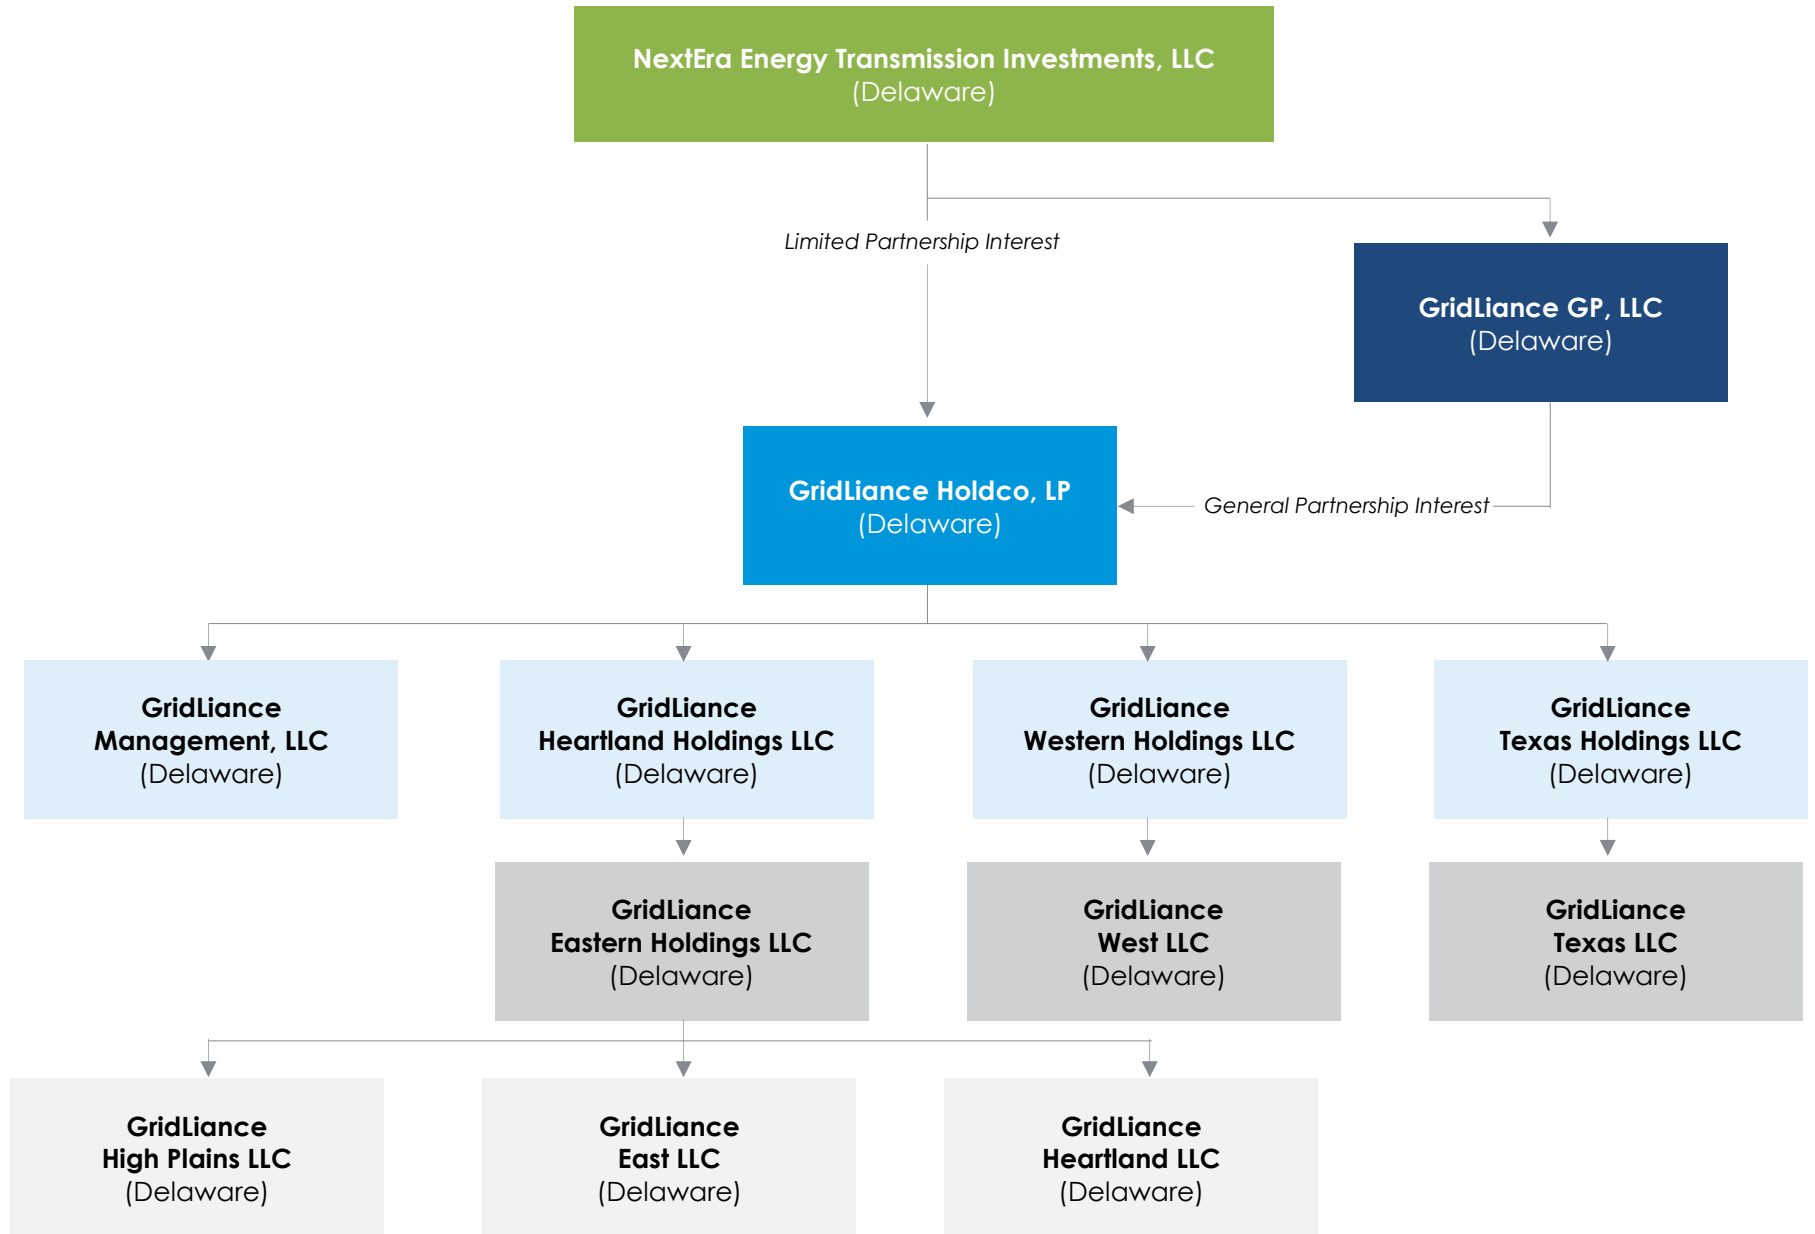 NextEra Energy Transmission Investments, LLC
(Delaware)
Limited Partnership Interest
GridLiance GP, LLC
(Delaware)
GridLiance Holdco, LP
(Delaware)
General Partnership Interest
GridLiance
Management, LLC
(Delaware)
GridLiance
Heartland Holdings LLC
(Delaware)
GridLiance
Western Holdings LLC
(Delaware)
GridLiance
Texas Holdings LLC
(Delaware)
GridLiance
Eastern Holdings LLC
(Delaware)
GridLiance
West LLC
(Delaware)
GridLiance
Texas LLC
(Delaware)
GridLiance
High Plains LLC
(Delaware)
GridLiance
East LLC
(Delaware)
GridLiance
Heartland LLC
(Delaware)